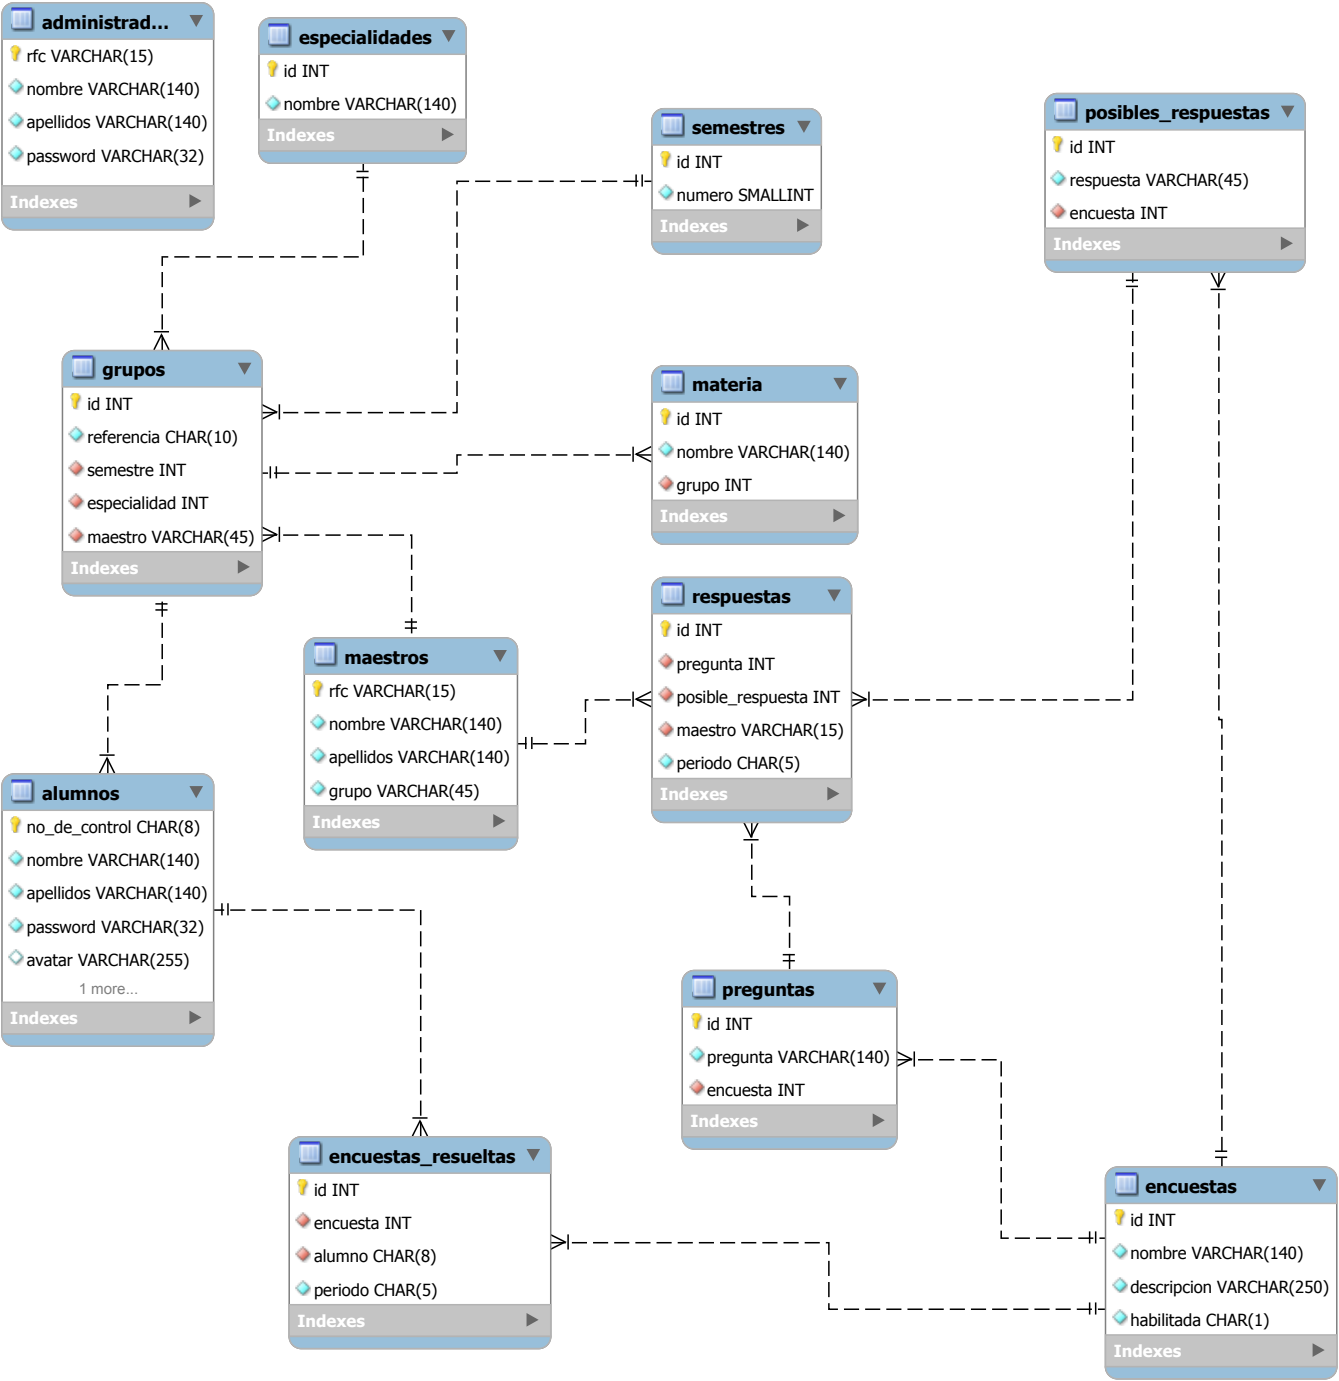 administrad...
rfc VARCHAR(15)
nombre VARCHAR(140)
apellidos VARCHAR(140)
password VARCHAR(32)
Indexes
especialidades
id INT
nombre VARCHAR(140)
Indexes
semestres
id INT
numero SMALLINT
Indexes
posibles_respuestas
id INT
respuesta VARCHAR(45)
encuesta INT
Indexes
grupos
id INT
referencia CHAR(10)
semestre INT
especialidad INT
maestro VARCHAR(45)
Indexes
materia
id INT
nombre VARCHAR(140)
grupo INT
Indexes
respuestas
id INT
pregunta INT
posible_respuesta INT
maestro VARCHAR(15)
periodo CHAR(5)
Indexes
maestros
rfc VARCHAR(15)
nombre VARCHAR(140)
apellidos VARCHAR(140)
grupo VARCHAR(45)
Indexes
alumnos
no_de_control CHAR(8)
nombre VARCHAR(140)
apellidos VARCHAR(140)
password VARCHAR(32)
avatar VARCHAR(255)
1 more...
Indexes
preguntas
id INT
pregunta VARCHAR(140)
encuesta INT
Indexes
encuestas_resueltas
id INT
encuesta INT
alumno CHAR(8)
periodo CHAR(5)
Indexes
encuestas
id INT
nombre VARCHAR(140)
descripcion VARCHAR(250)
habilitada CHAR(1)
Indexes